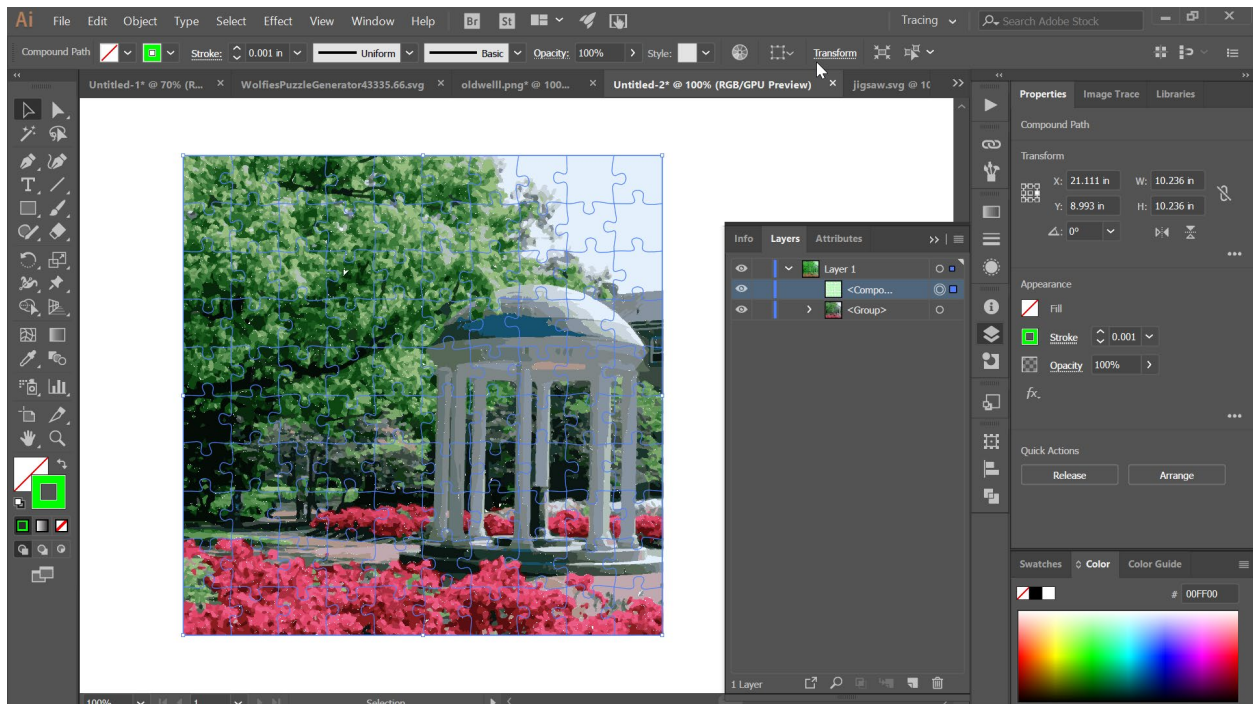 Ai File Edit Object Type Select Effect View Window Help Br St Tracing Search Adobe Stock
Compound Path Stroke: 0.001 in Uniform Basic Opacity: 100% Style: Transform
Untitled-1* @ 70% (R... × WolfiesPuzzleGenerator43335.66.svg × oldwelll.png* @ 100... × Untitled-2* @ 100% (RGB/GPU Preview) × jigsaw.svg @ 10
Properties Image Trace Libraries
Compound Path
Transform
X: 21.111 in W: 10.236 in
Y: 8.993 in H: 10.236 in
0°
Appearance
Fill
Stroke 0.001
Opacity 100%
fx.
Quick Actions
Release Arrange
Info Layers Attributes
Layer 1
<Compo...
<Group>
1 Layer
Swatches Color Color Guide
# 00FF00
100% 1 Selection